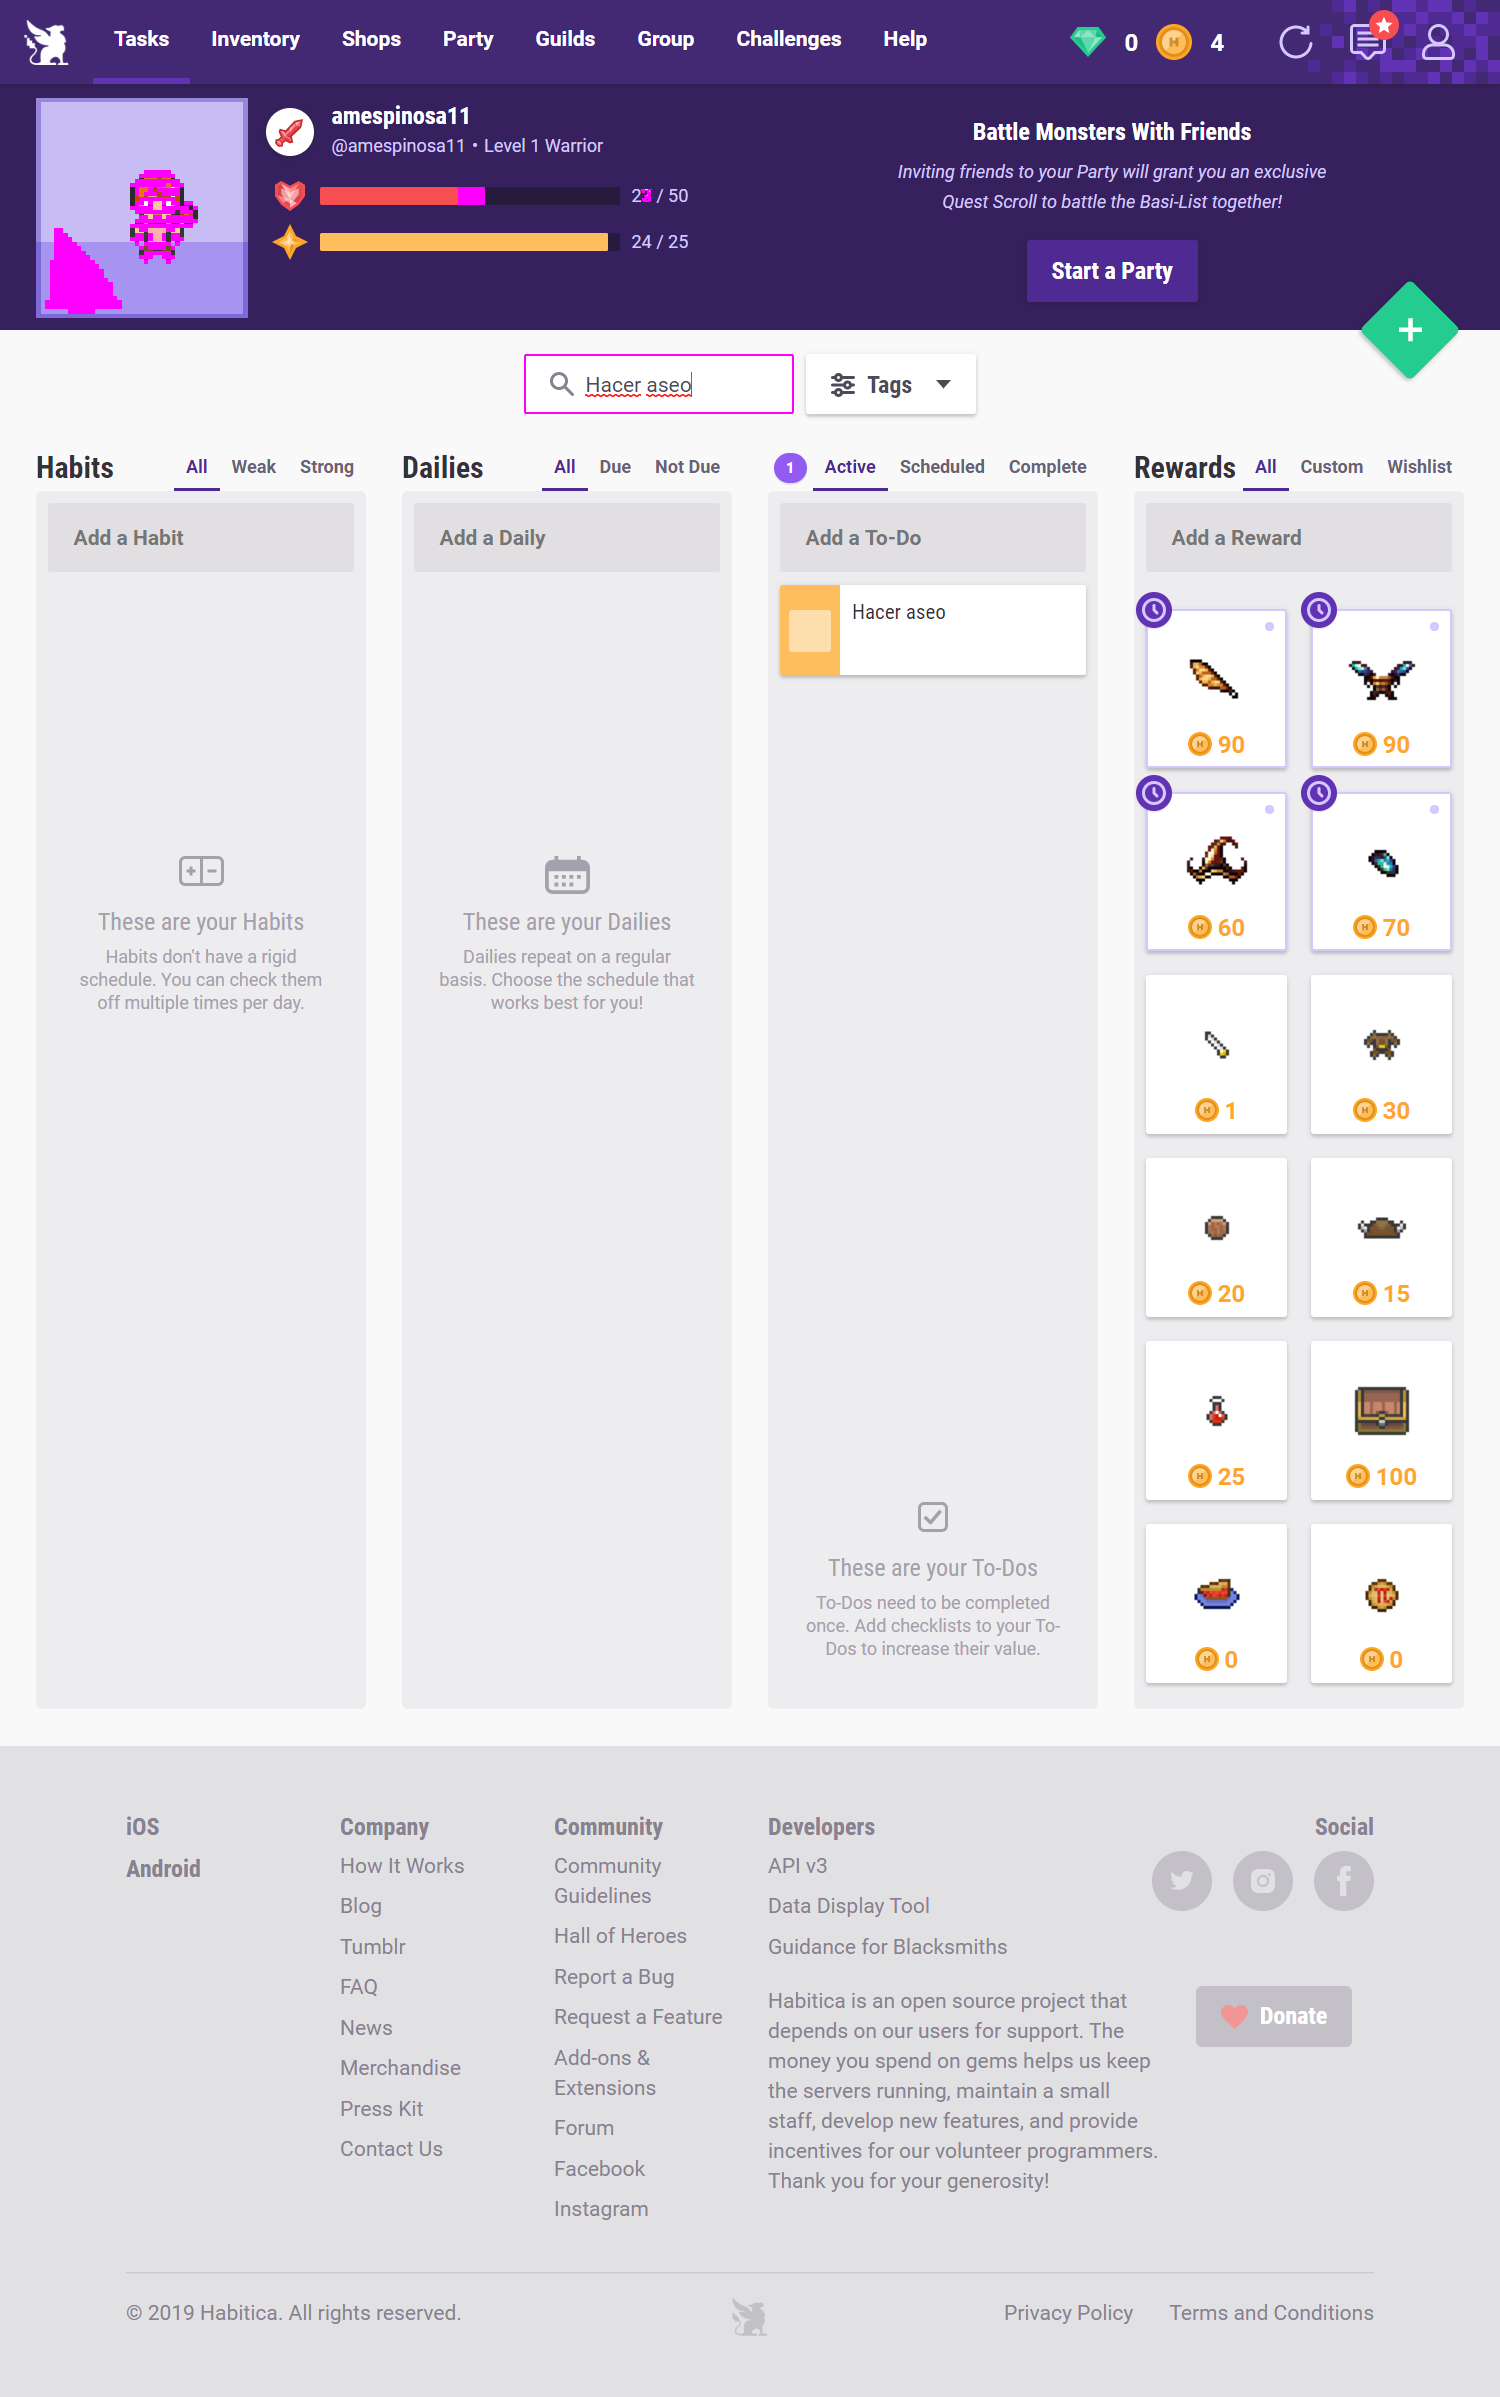 Tasks Inventory Shops Party Guilds Group Challenges Help 0 4
amespinosa11
@amespinosa11 • Level 1 Warrior
/ 50
24 / 25
Battle Monsters With Friends
Inviting friends to your Party will grant you an exclusive
Quest Scroll to battle the Basi-List together!
Start a Party
Hacer aseo
Tags
Habits All Weak Strong
Add a Habit
These are your Habits
Habits don't have a rigid
schedule. You can check them
off multiple times per day.
Dailies All Due Not Due
Add a Daily
These are your Dailies
Dailies repeat on a regular
basis. Choose the schedule that
works best for you!
1 Active Scheduled Complete
Add a To-Do
Hacer aseo
These are your To-Dos
To-Dos need to be completed
once. Add checklists to your To-
Dos to increase their value.
Rewards All Custom Wishlist
Add a Reward
90 90
60 70
1 30
20 15
25 100
0 0
iOS
Android
Company
How It Works
Blog
Tumblr
FAQ
News
Merchandise
Press Kit
Contact Us
Community
Community
Guidelines
Hall of Heroes
Report a Bug
Request a Feature
Add-ons &
Extensions
Forum
Facebook
Instagram
Developers
API v3
Data Display Tool
Guidance for Blacksmiths
Habitica is an open source project that
depends on our users for support. The
money you spend on gems helps us keep
the servers running, maintain a small
staff, develop new features, and provide
incentives for our volunteer programmers.
Thank you for your generosity!
Social
Donate
© 2019 Habitica. All rights reserved.
Privacy Policy Terms and Conditions